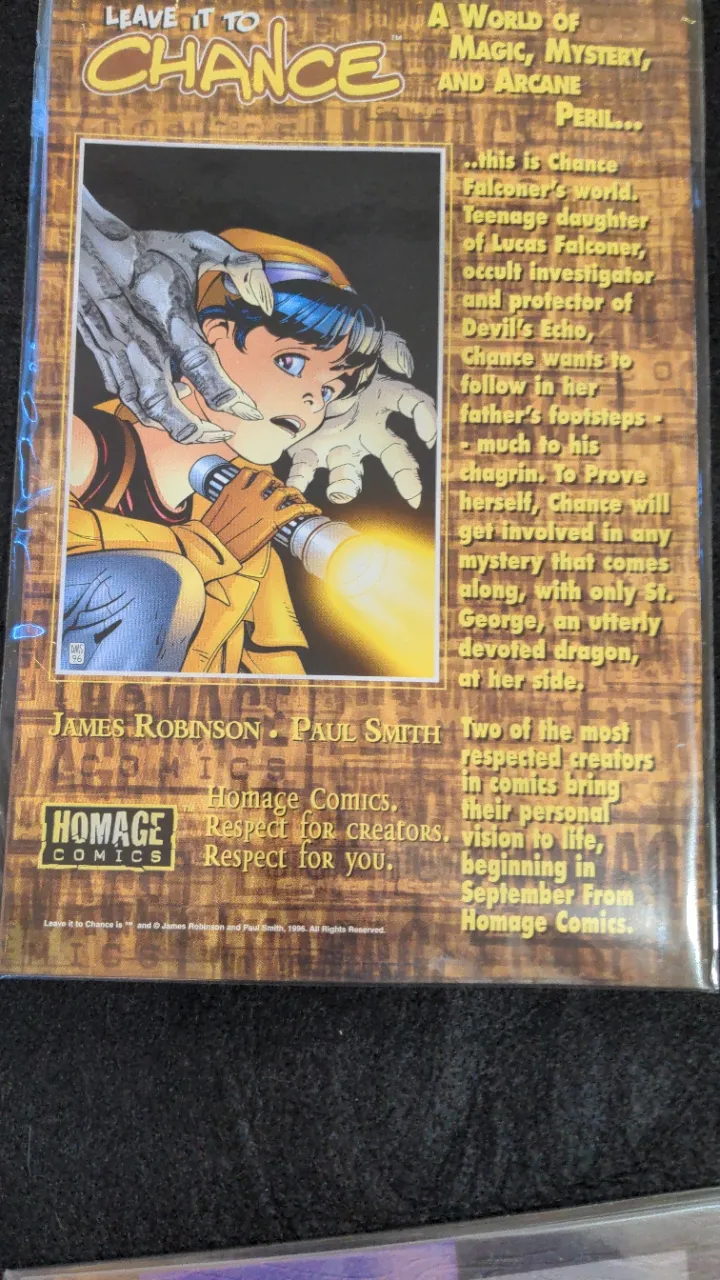 LEAVE IT TO
CHANCE™
A WORLD OF
MAGIC, MYSTERY,
AND ARCANE
PERIL...
..this is Chance
Falconer's world.
Teenage daughter
of Lucas Falconer,
occult investigator
and protector of
Devil's Echo,
Chance wants to
follow in her
father's footsteps -
- much to his
chagrin. To Prove
herself, Chance will
get involved in any
mystery that comes
along, with only St.
George, an utterly
devoted dragon,
at her side.
Two of the most
respected creators
in comics bring
their personal
vision to life,
beginning in
September From
Homage Comics.
DMS
96
JAMES ROBINSON • PAUL SMITH
HOMAGE
COMICS
Homage Comics.
Respect for creators.
Respect for you.
Leave it to Chance is ™ and © James Robinson and Paul Smith, 1996. All Rights Reserved.